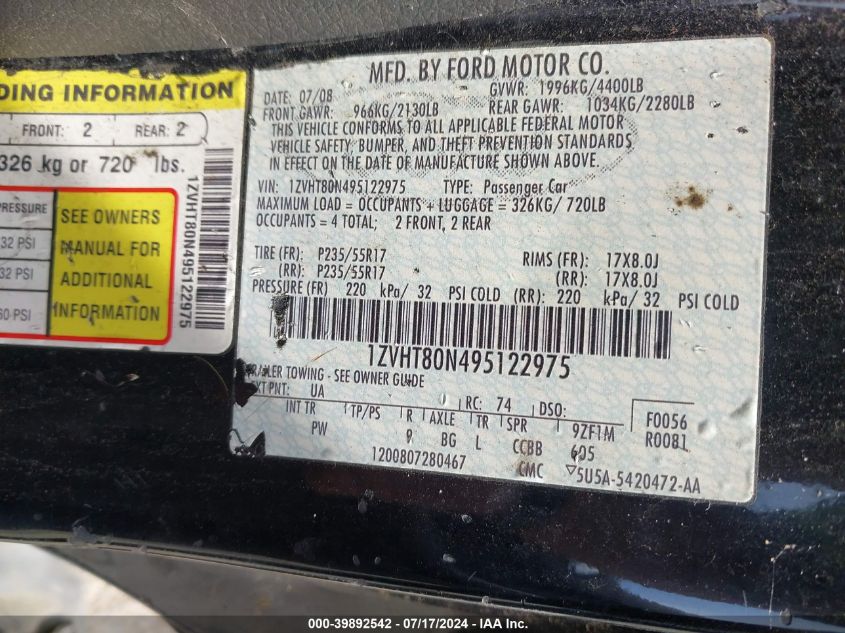 DING INFORMATION
FRONT: 2 REAR: 2
326 kg or 720 lbs.
PRESSURE
32 PSI
32 PSI
60 PSI
SEE OWNERS
MANUAL FOR
ADDITIONAL
INFORMATION
1ZVHT80N495122975
MFD. BY FORD MOTOR CO.
DATE: 07/08 GVWR: 1996KG/4400LB
FRONT GAWR: 966KG/2130LB REAR GAWR: 1034KG/2280LB
THIS VEHICLE CONFORMS TO ALL APPLICABLE FEDERAL MOTOR
VEHICLE SAFETY, BUMPER, AND THEFT PREVENTION STANDARDS
IN EFFECT ON THE DATE OF MANUFACTURE SHOWN ABOVE.
VIN: 1ZVHT80N495122975 TYPE: Passenger Car
MAXIMUM LOAD = OCCUPANTS + LUGGAGE = 326KG/ 720LB
OCCUPANTS = 4 TOTAL; 2 FRONT, 2 REAR
TIRE (FR): P235/55R17 RIMS (FR): 17X8.0J
(RR): P235/55R17 (RR): 17X8.0J
PRESSURE (FR) 220 kPa/ 32 PSI COLD (RR): 220 kPa/ 32 PSI COLD
1ZVHT80N495122975
TRAILER TOWING - SEE OWNER GUIDE
EXT PNT: UA RC: 74 DSO: F0056
INT TR TP/PS R AXLE TR SPR 9ZF1M R0081
PW 9 BG L CCBB 605
1200807280467 CMC ▽5U5A-5420472-AA
000-39892542 - 07/17/2024 - IAA Inc.